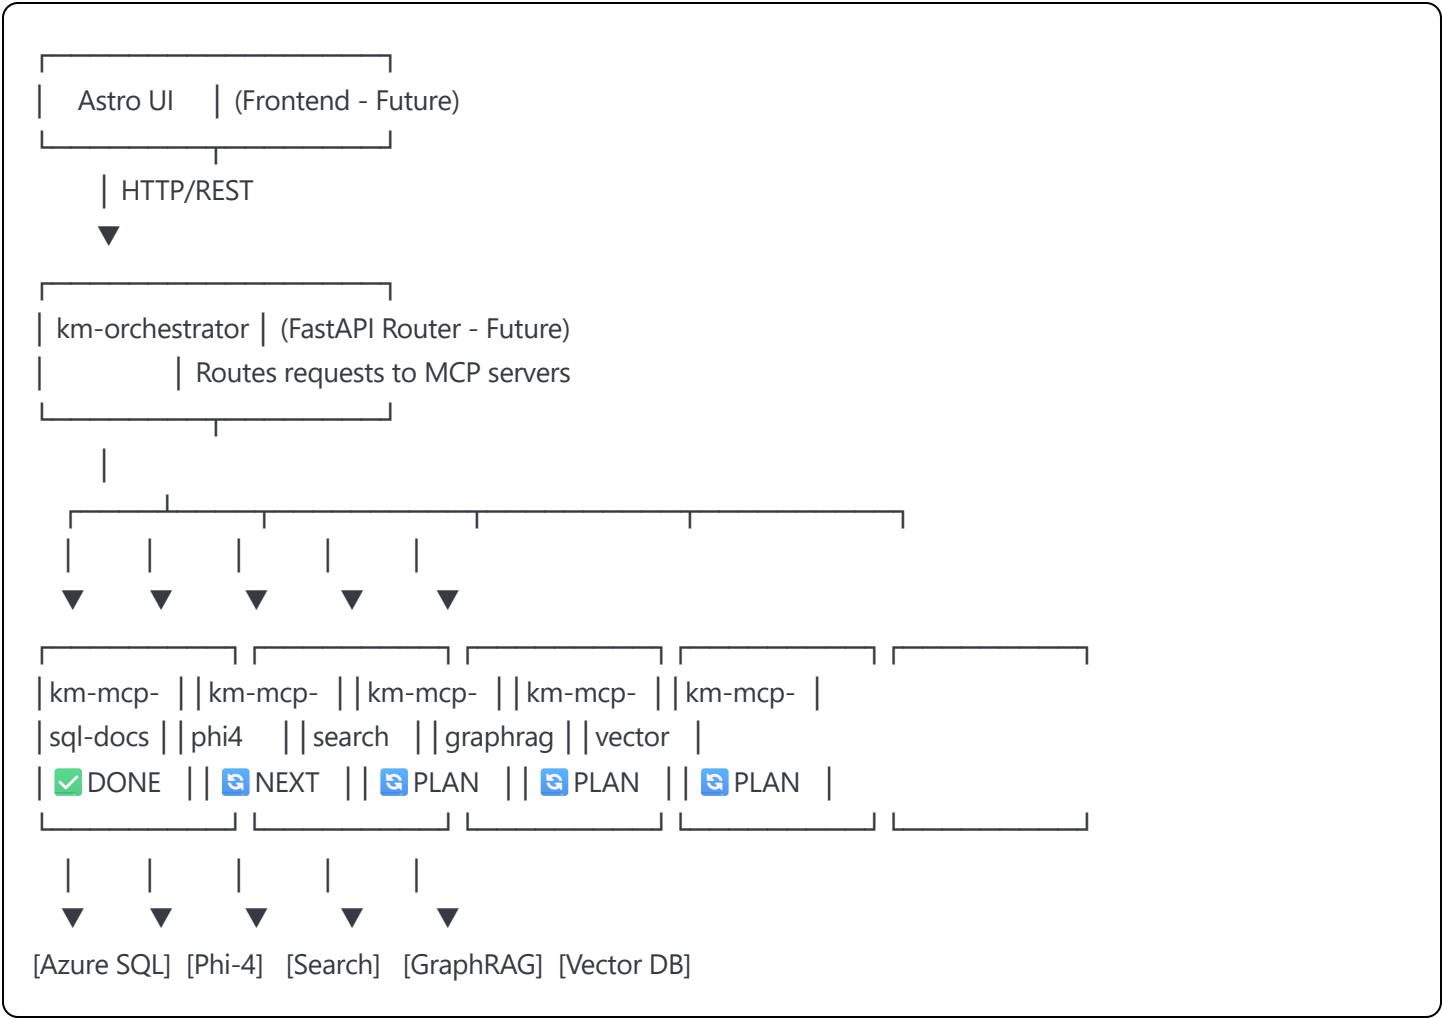 Astro UI (Frontend - Future)
HTTP/REST
km-orchestrator (FastAPI Router - Future)
Routes requests to MCP servers
km-mcp- km-mcp- km-mcp- km-mcp- km-mcp-
sql-docs phi4 search graphrag vector
✅ DONE 🔄 NEXT 🔄 PLAN 🔄 PLAN 🔄 PLAN
[Azure SQL] [Phi-4] [Search] [GraphRAG] [Vector DB]